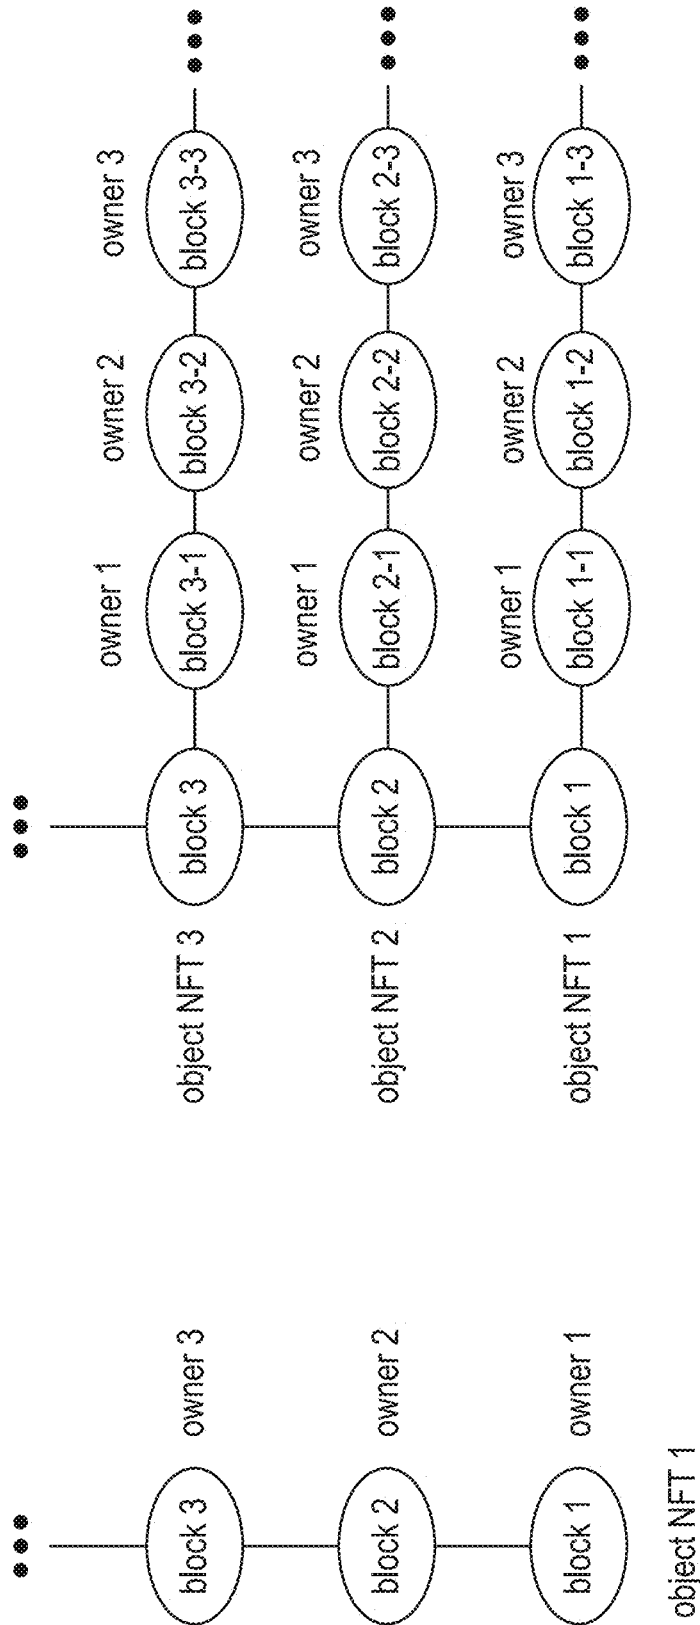 block 3 owner 3
block 2 owner 2
block 1 owner 1
object NFT 1
owner 1 owner 2 owner 3
object NFT 3 block 3 block 3-1 block 3-2 block 3-3
owner 1 owner 2 owner 3
object NFT 2 block 2 block 2-1 block 2-2 block 2-3
owner 1 owner 2 owner 3
object NFT 1 block 1 block 1-1 block 1-2 block 1-3